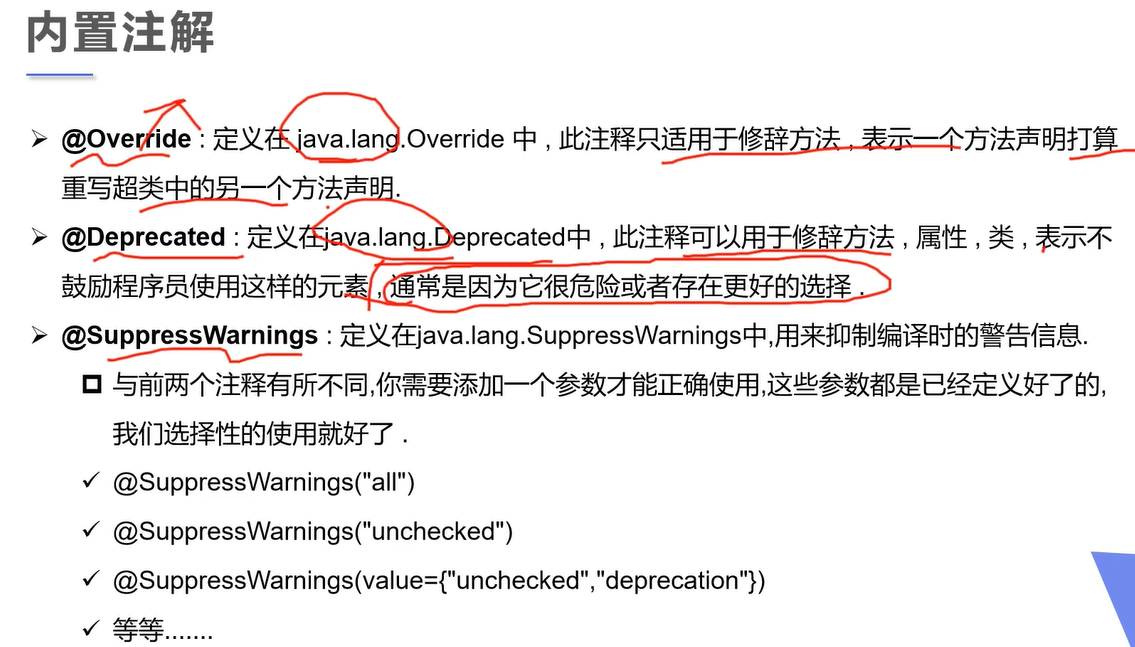 内置注解
➢ @Override : 定义在 java.lang.Override 中 , 此注释只适用于修辞方法 , 表示一个方法声明打算
重写超类中的另一个方法声明.
➢ @Deprecated : 定义在java.lang.Deprecated中 , 此注释可以用于修辞方法 , 属性 , 类 , 表示不
鼓励程序员使用这样的元素 , 通常是因为它很危险或者存在更好的选择 .
➢ @SuppressWarnings : 定义在java.lang.SuppressWarnings中,用来抑制编译时的警告信息.
与前两个注释有所不同,你需要添加一个参数才能正确使用,这些参数都是已经定义好了的,
我们选择性的使用就好了 .
✓ @SuppressWarnings("all")
✓ @SuppressWarnings("unchecked")
✓ @SuppressWarnings(value={"unchecked","deprecation"})
✓ 等等.......